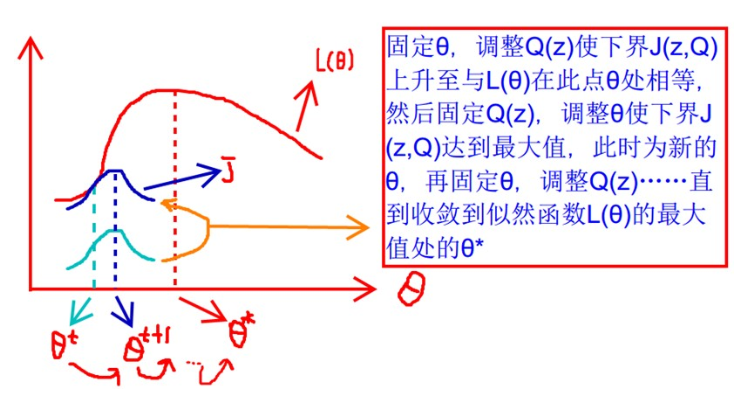 L(θ)
J
θ
θᵗ
θᵗ⁺¹
θ*
...
固定θ，调整Q(z)使下界J(z,Q)
上升至与L(θ)在此点θ处相等，
然后固定Q(z)，调整θ使下界J
(z,Q)达到最大值，此时为新的
θ，再固定θ，调整Q(z)……直
到收敛到似然函数L(θ)的最大
值处的θ*